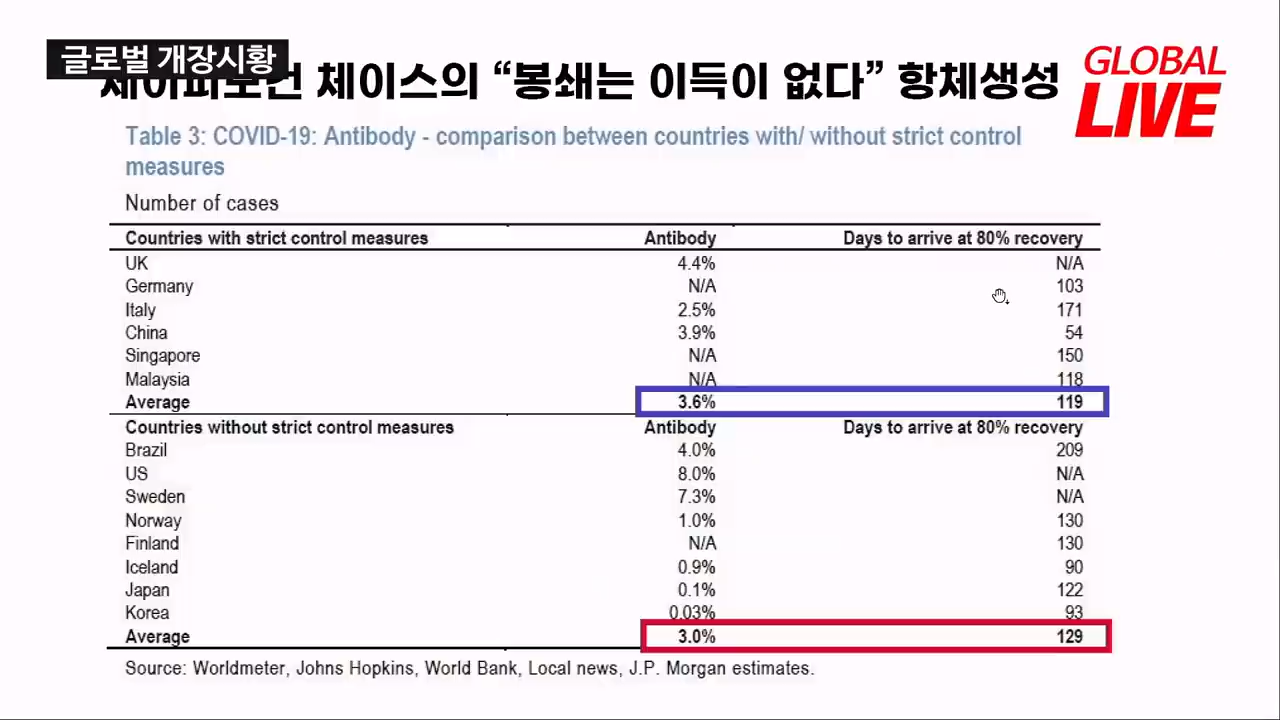 글로벌 개장시황
체이스의 “봉쇄는 이득이 없다” 항체생성
GLOBAL
LIVE
Table 3: COVID-19: Antibody - comparison between countries with/ without strict control
measures
Number of cases
Countries with strict control measures Antibody Days to arrive at 80% recovery
UK 4.4% N/A
Germany N/A 103
Italy 2.5% 171
China 3.9% 54
Singapore N/A 150
Malaysia N/A 118
Average 3.6% 119
Countries without strict control measures Antibody Days to arrive at 80% recovery
Brazil 4.0% 209
US 8.0% N/A
Sweden 7.3% N/A
Norway 1.0% 130
Finland N/A 130
Iceland 0.9% 90
Japan 0.1% 122
Korea 0.03% 93
Average 3.0% 129
Source: Worldmeter, Johns Hopkins, World Bank, Local news, J.P. Morgan estimates.